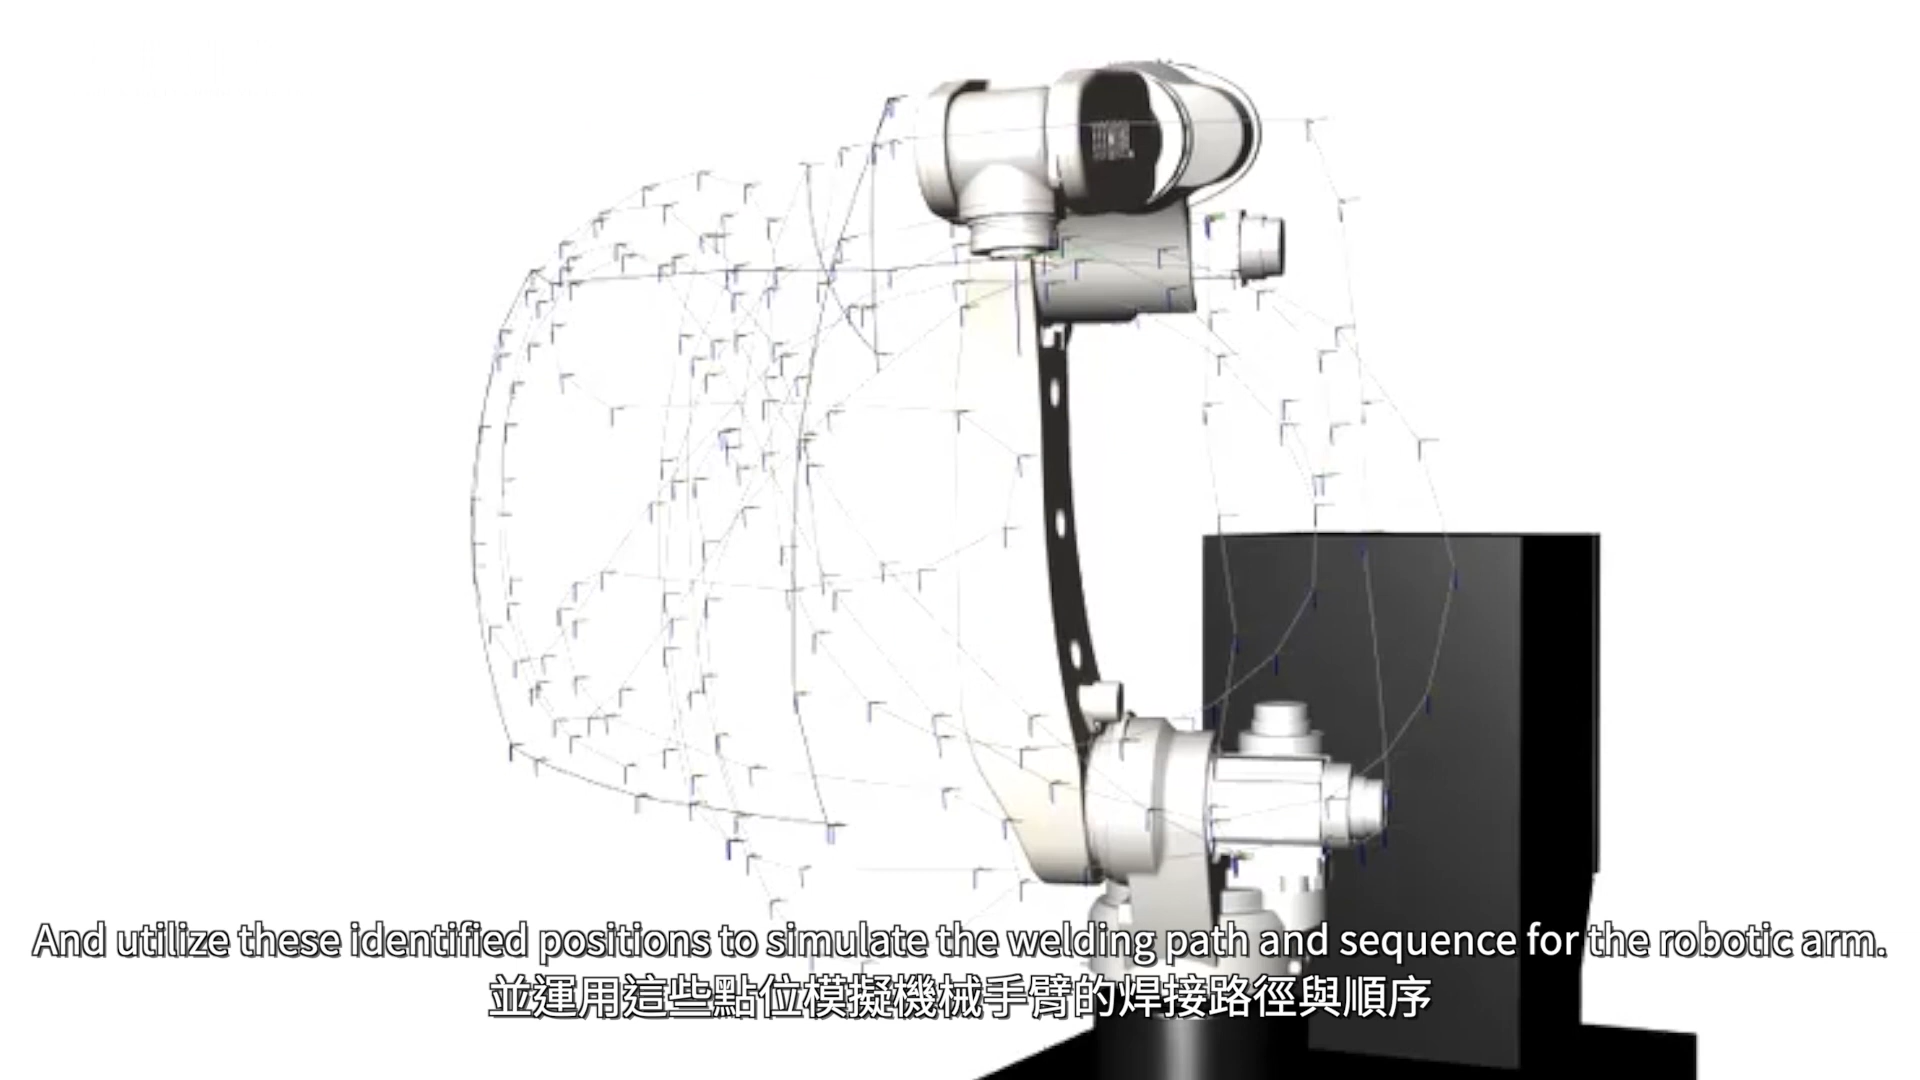 And utilize these identified positions to simulate the welding path and sequence for the robotic arm.
並運用這些點位模擬機械手臂的焊接路徑與順序